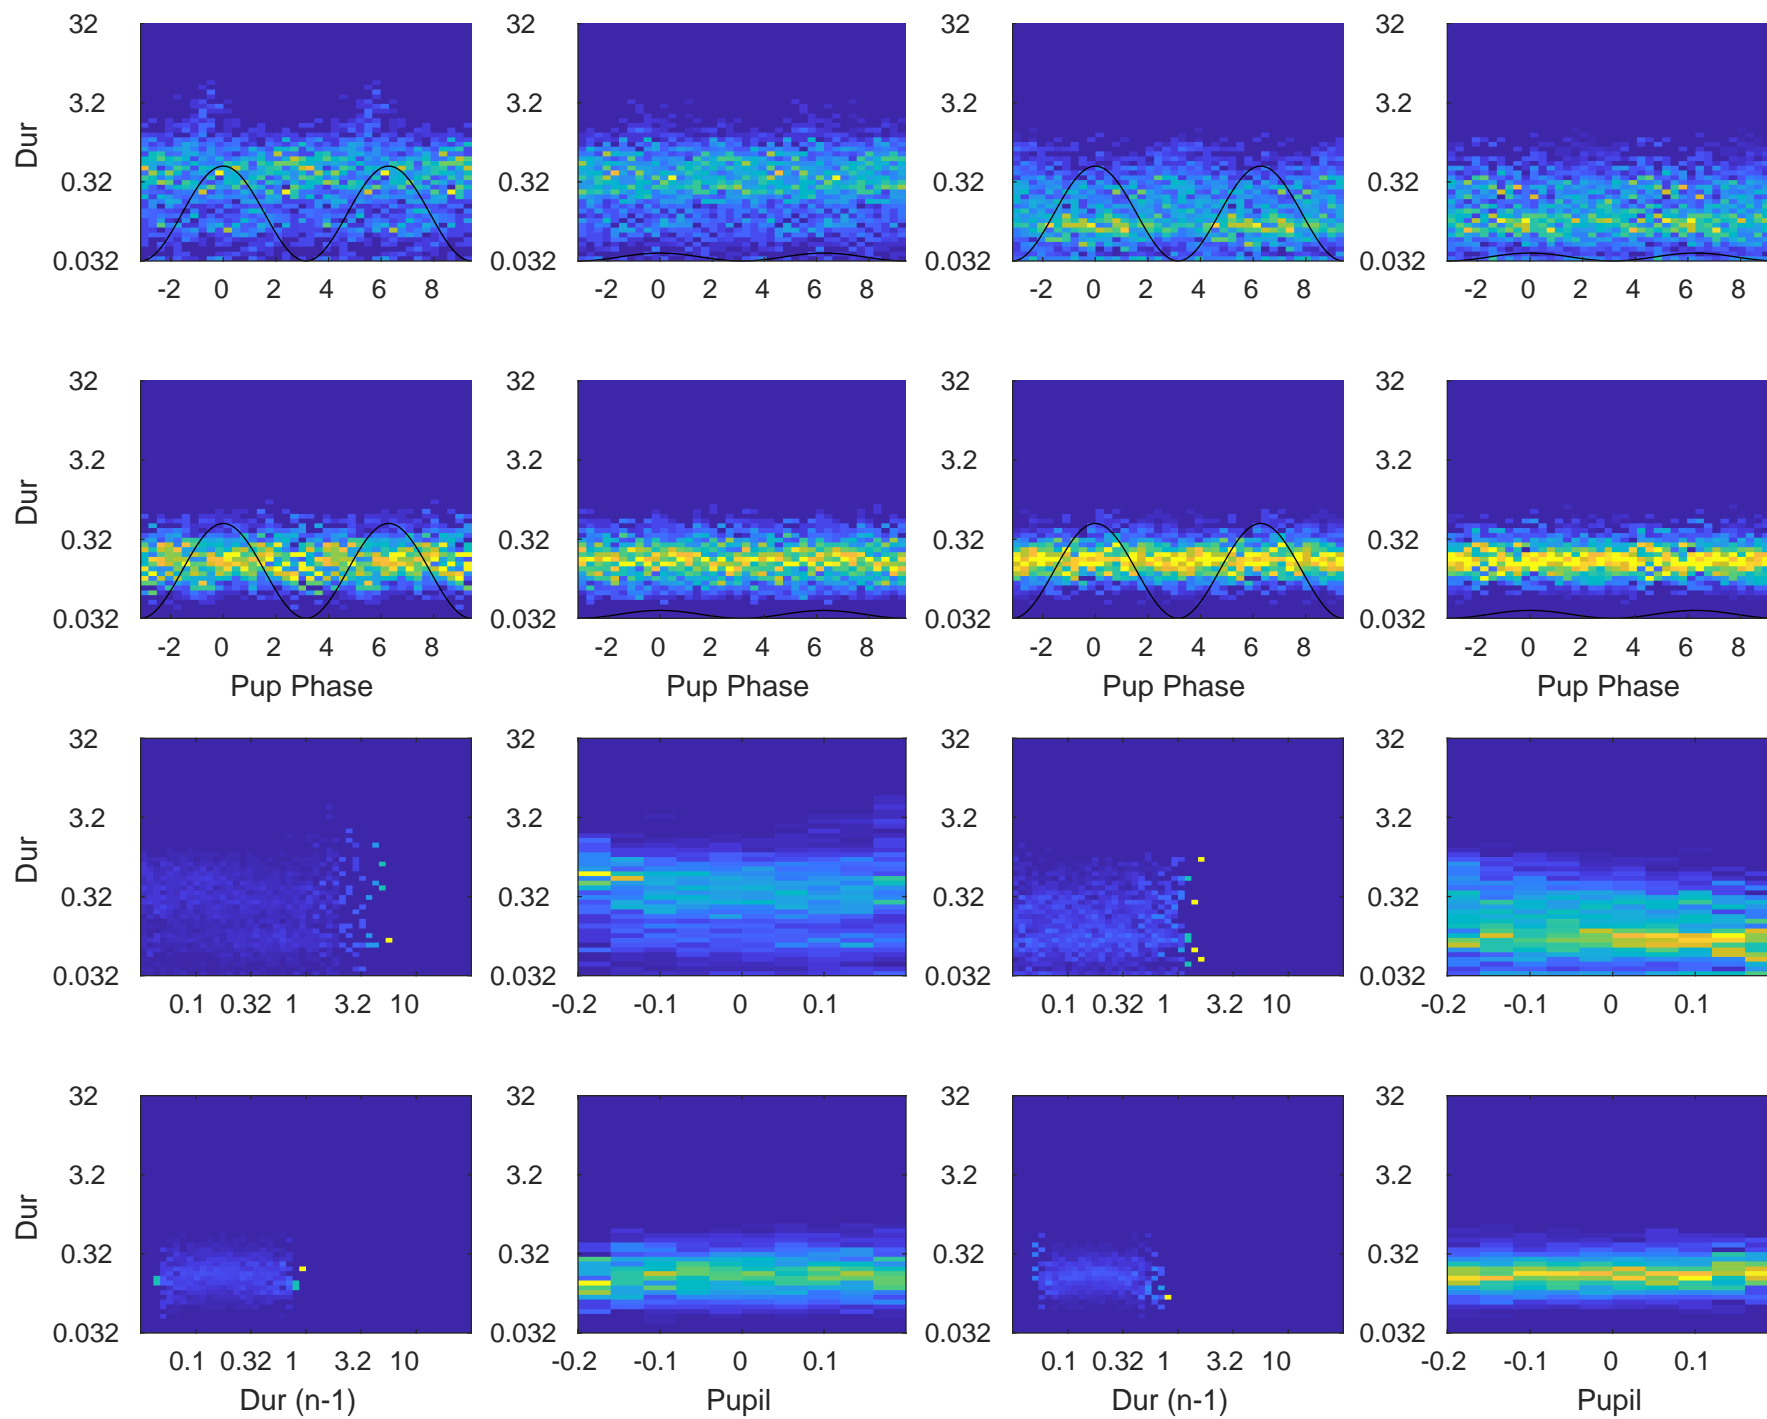 32 32 32 32
3.2 3.2 3.2 3.2
Dur
0.32 0.32 0.32 0.32
0.032 0.032 0.032 0.032
-2 0 2 4 6 8 -2 0 2 4 6 8 -2 0 2 4 6 8 -2 0 2 4 6 8
32 32 32 32
3.2 3.2 3.2 3.2
Dur
0.32 0.32 0.32 0.32
0.032 0.032 0.032 0.032
-2 0 2 4 6 8 -2 0 2 4 6 8 -2 0 2 4 6 8 -2 0 2 4 6 8
Pup Phase Pup Phase Pup Phase Pup Phase
32 32 32 32
3.2 3.2 3.2 3.2
Dur
0.32 0.32 0.32 0.32
0.032 0.032 0.032 0.032
0.1 0.32 1 3.2 10 -0.2 -0.1 0 0.1 0.1 0.32 1 3.2 10 -0.2 -0.1 0 0.1
32 32 32 32
3.2 3.2 3.2 3.2
Dur
0.32 0.32 0.32 0.32
0.032 0.032 0.032 0.032
0.1 0.32 1 3.2 10 -0.2 -0.1 0 0.1 0.1 0.32 1 3.2 10 -0.2 -0.1 0 0.1
Dur (n-1) Pupil Dur (n-1) Pupil